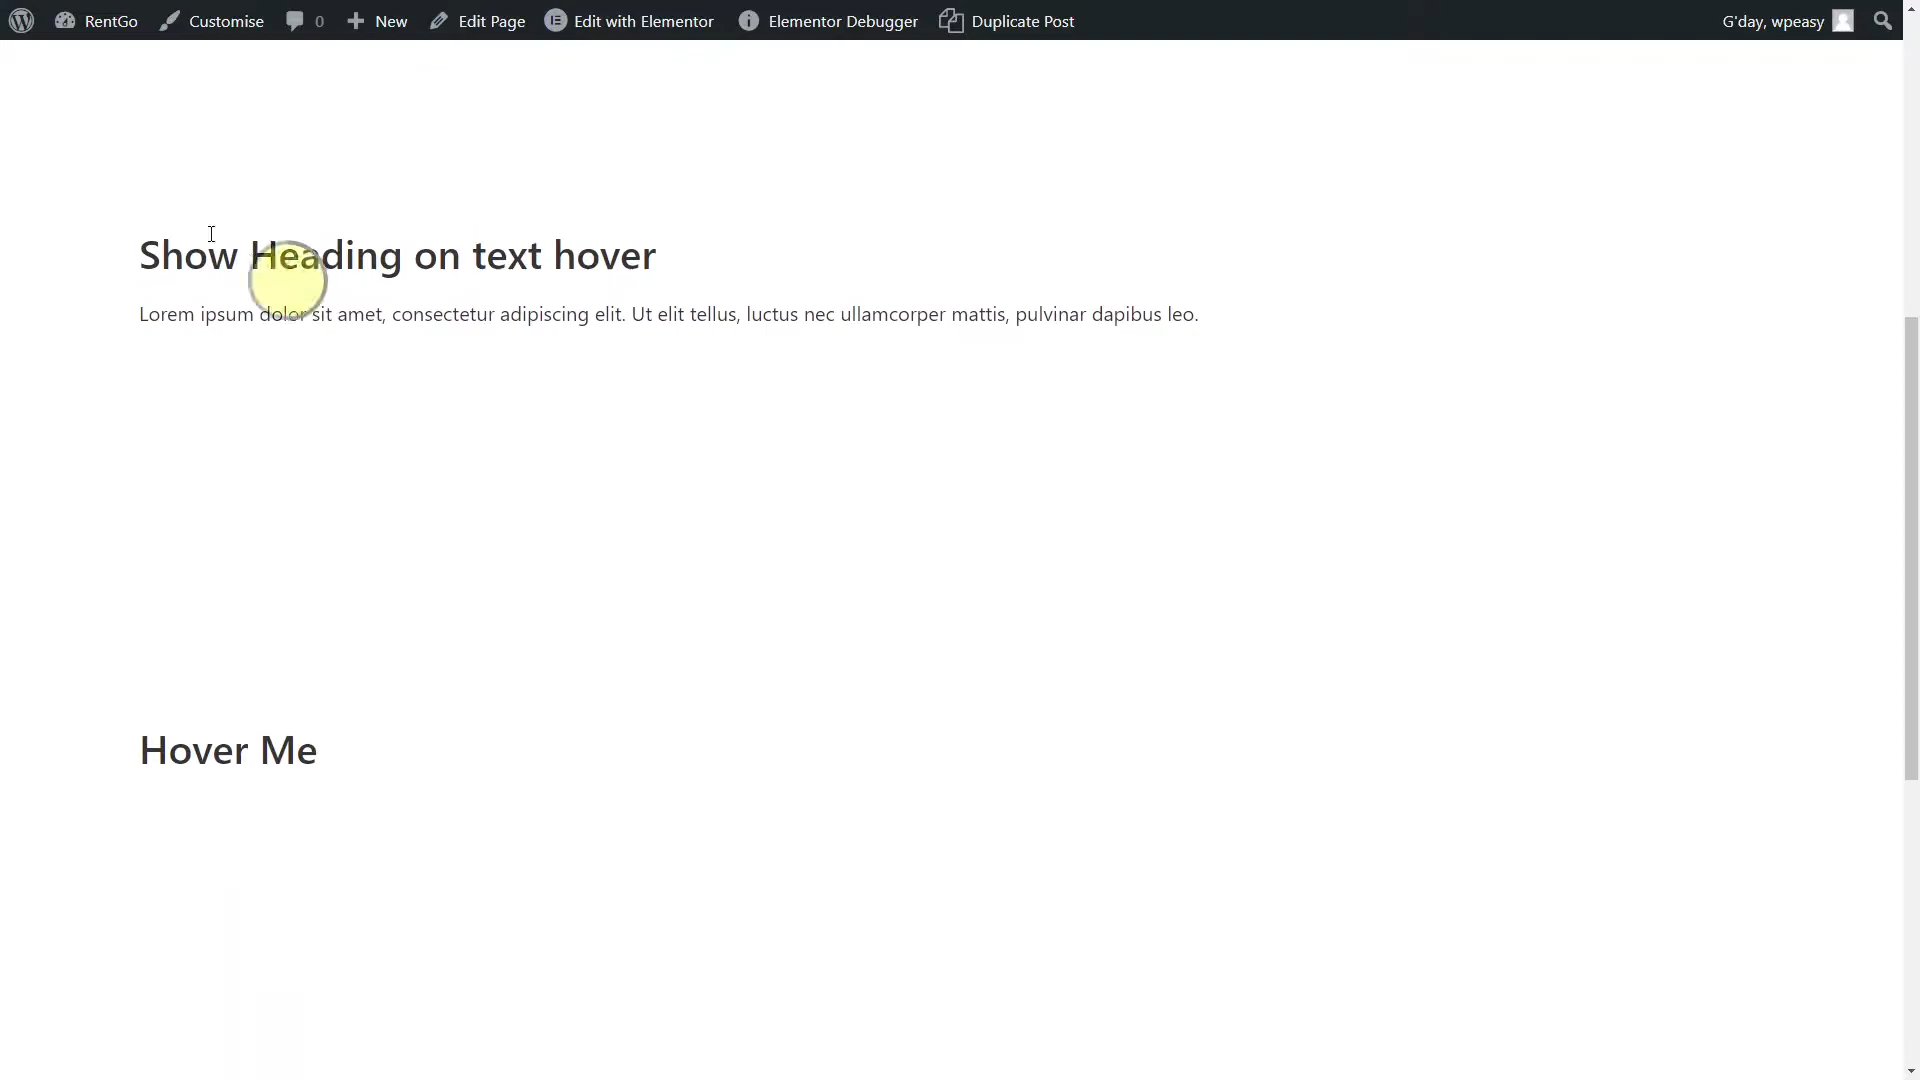 RentGo Customise 0 New Edit Page Edit with Elementor Elementor Debugger Duplicate Post G'day, wpeasy
Show Heading on text hover
Lorem ipsum dolor sit amet, consectetur adipiscing elit. Ut elit tellus, luctus nec ullamcorper mattis, pulvinar dapibus leo.
Hover Me